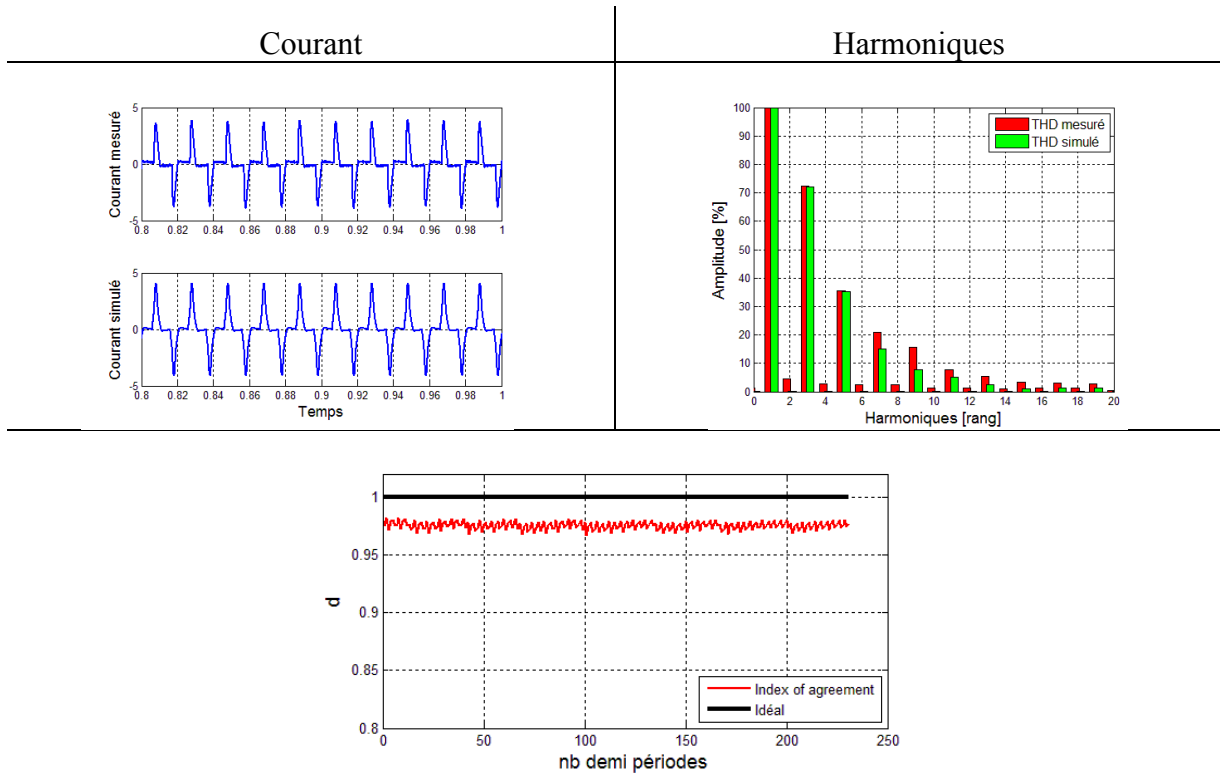 Courant
Harmoniques
Courant mesuré
5
0
-5
0.8 0.82 0.84 0.86 0.88 0.9 0.92 0.94 0.96 0.98 1
Courant simulé
5
0
-5
0.8 0.82 0.84 0.86 0.88 0.9 0.92 0.94 0.96 0.98 1
Temps
Amplitude [%]
100
90
80
70
60
50
40
30
20
10
0
THD mesuré
THD simulé
0 2 4 6 8 10 12 14 16 18 20
Harmoniques [rang]
d
1
0.95
0.9
0.85
0.8
Index of agreement
Idéal
0 50 100 150 200 250
nb demi périodes